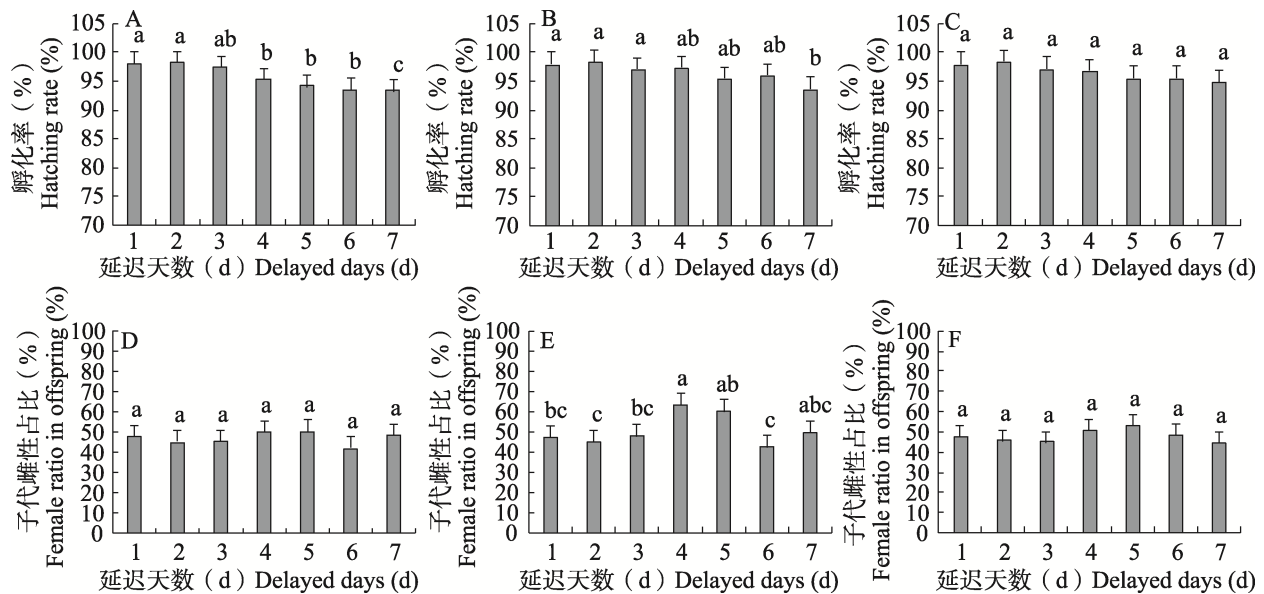 A
孵化率（%）
Hatching rate (%)
105
100
95
90
85
80
75
70
a a ab b b b c
1 2 3 4 5 6 7
延迟天数（d）Delayed days (d)
B
孵化率（%）
Hatching rate (%)
105
100
95
90
85
80
75
70
a a a ab ab ab b
1 2 3 4 5 6 7
延迟天数（d）Delayed days (d)
C
孵化率（%）
Hatching rate (%)
105
100
95
90
85
80
75
70
a a a a a a a
1 2 3 4 5 6 7
延迟天数（d）Delayed days (d)
D
子代雌性占比（%）
Female ratio in offspring (%)
100
90
80
70
60
50
40
30
20
10
0
a a a a a a a
1 2 3 4 5 6 7
延迟天数（d）Delayed days (d)
E
子代雌性占比（%）
Female ratio in offspring (%)
100
90
80
70
60
50
40
30
20
10
0
bc c bc a ab c abc
1 2 3 4 5 6 7
延迟天数（d）Delayed days (d)
F
子代雌性占比（%）
Female ratio in offspring (%)
100
90
80
70
60
50
40
30
20
10
0
a a a a a a a
1 2 3 4 5 6 7
延迟天数（d）Delayed days (d)